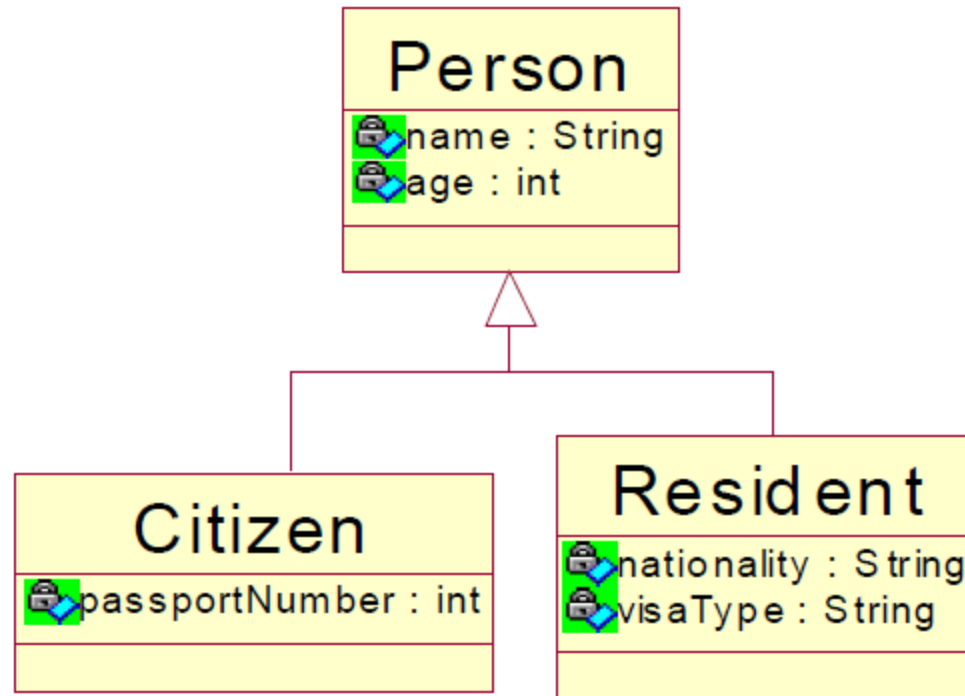 Person
name : String
age : int
Citizen
passportNumber : int
Resident
nationality : String
visaType : String